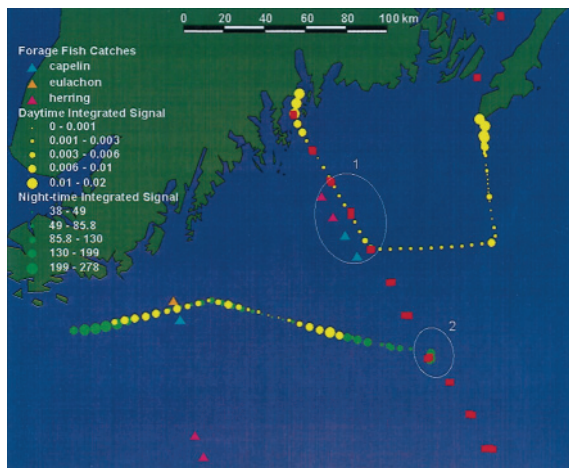 0 20 40 60 80 100 km
Forage Fish Catches
capelin
eulachon
herring
Daytime Integrated Signal
0 - 0.001
0.001 - 0.003
0.003 - 0.006
0.006 - 0.01
0.01 - 0.02
Night-time Integrated Signal
38 - 49
49 - 85.8
85.8 - 130
130 - 199
199 - 278
1
2